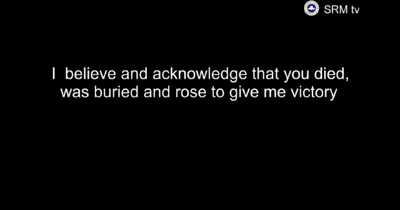 SRM tv
I believe and acknowledge that you died,
was buried and rose to give me victory